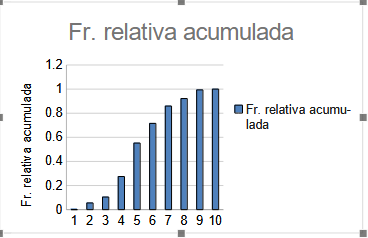 Fr. relativa acumulada
Fr. relativa acumulada
1.2
1
0.8
0.6
0.4
0.2
0
1 2 3 4 5 6 7 8 9 10
Fr. relativa acumu-
lada